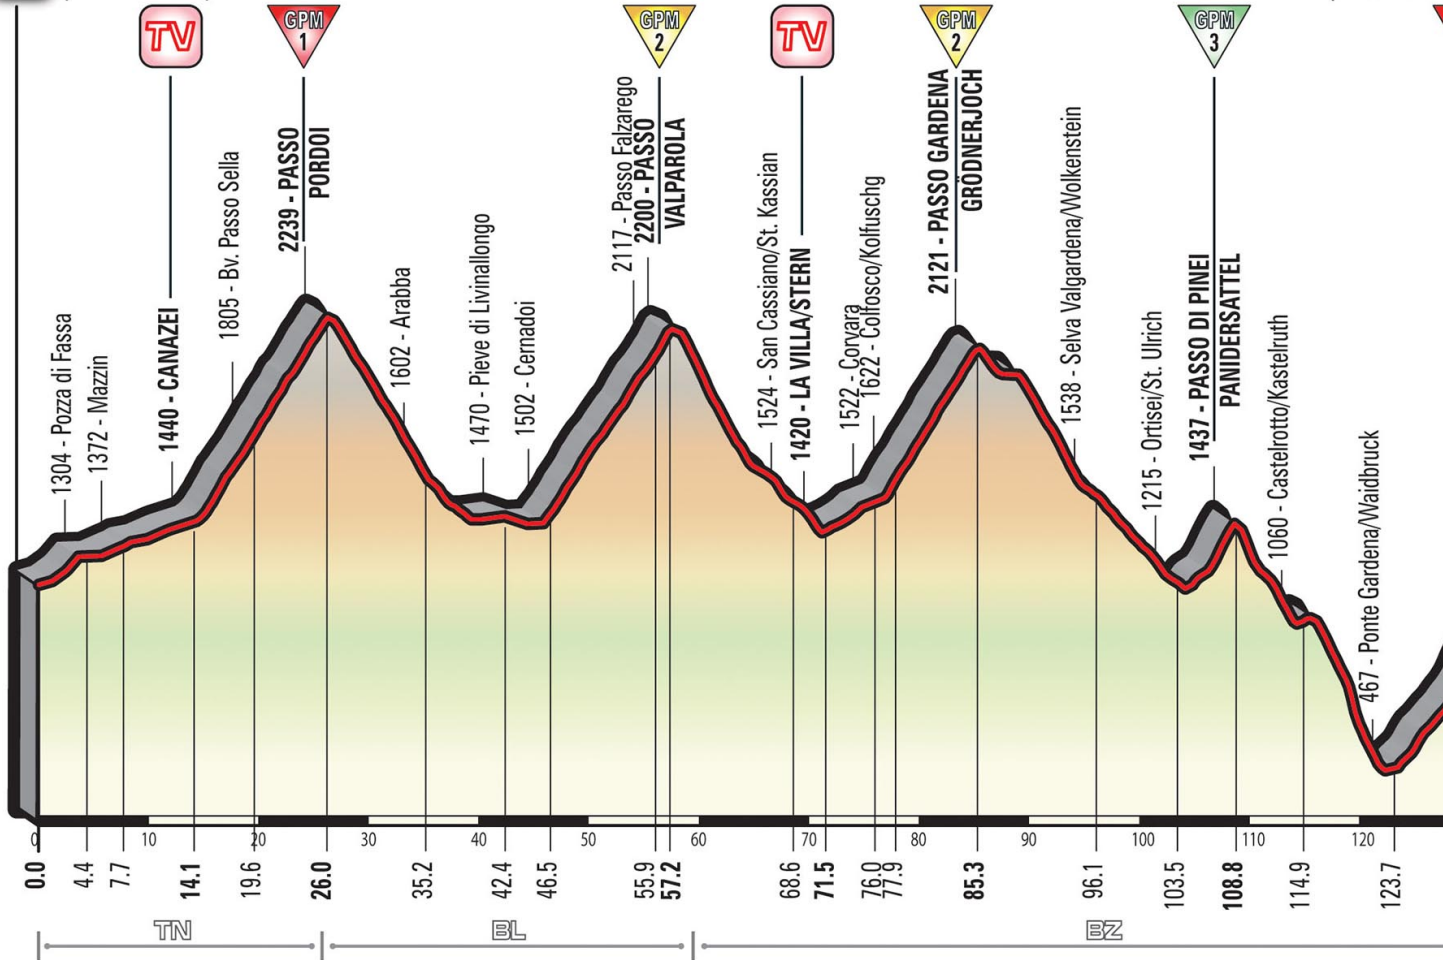 TV
GPM
1
GPM
2
TV
GPM
2
GPM
3
1304 - Pozza di Fassa
1372 - Mazzin
1440 - CANAZEI
1805 - Bv. Passo Sella
2239 - PASSO
PORDOI
1602 - Arabba
1470 - Pieve di Livinallongo
1502 - Cernadoi
2117 - Passo Falzarego
2200 - PASSO
VALPAROLA
1524 - San Cassiano/St. Kassian
1420 - LA VILLA/STERN
1522 - Corvara
1622 - Colfosco/Kolfuschg
2121 - PASSO GARDENA
GRÖDNERJOCH
1538 - Selva Valgardena/Wolkenstein
1215 - Ortisei/St. Ulrich
1437 - PASSO DI PINEI
PANIDERSATTEL
1060 - Castelrotto/Kastelruth
467 - Ponte Gardena/Waidbruck
0 10 20 30 40 50 60 70 80 90 100 110 120
0.0
4.4
7.7
14.1
19.6
26.0
35.2
42.4
46.5
55.9
57.2
68.6
71.5
76.0
77.9
85.3
96.1
103.5
108.8
114.9
123.7
TN BL BZ